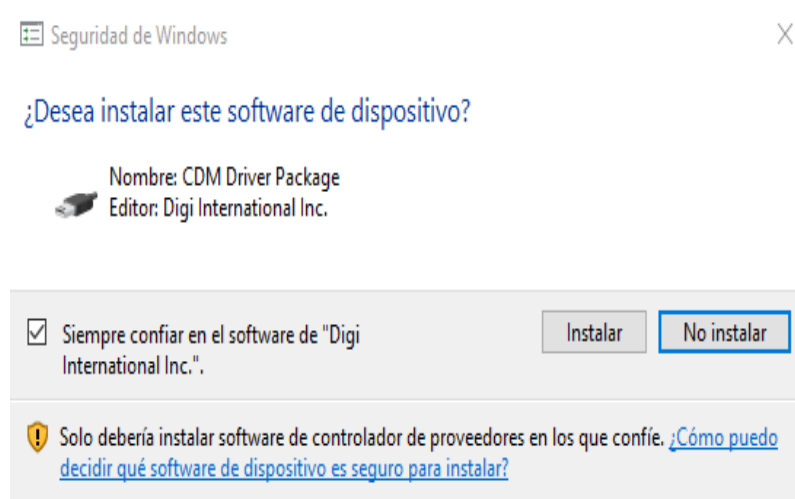 Seguridad de Windows
¿Desea instalar este software de dispositivo?
Nombre: CDM Driver Package
Editor: Digi International Inc.
Siempre confiar en el software de "Digi
International Inc.".
Instalar
No instalar
Solo debería instalar software de controlador de proveedores en los que confíe. ¿Cómo puedo
decidir qué software de dispositivo es seguro para instalar?